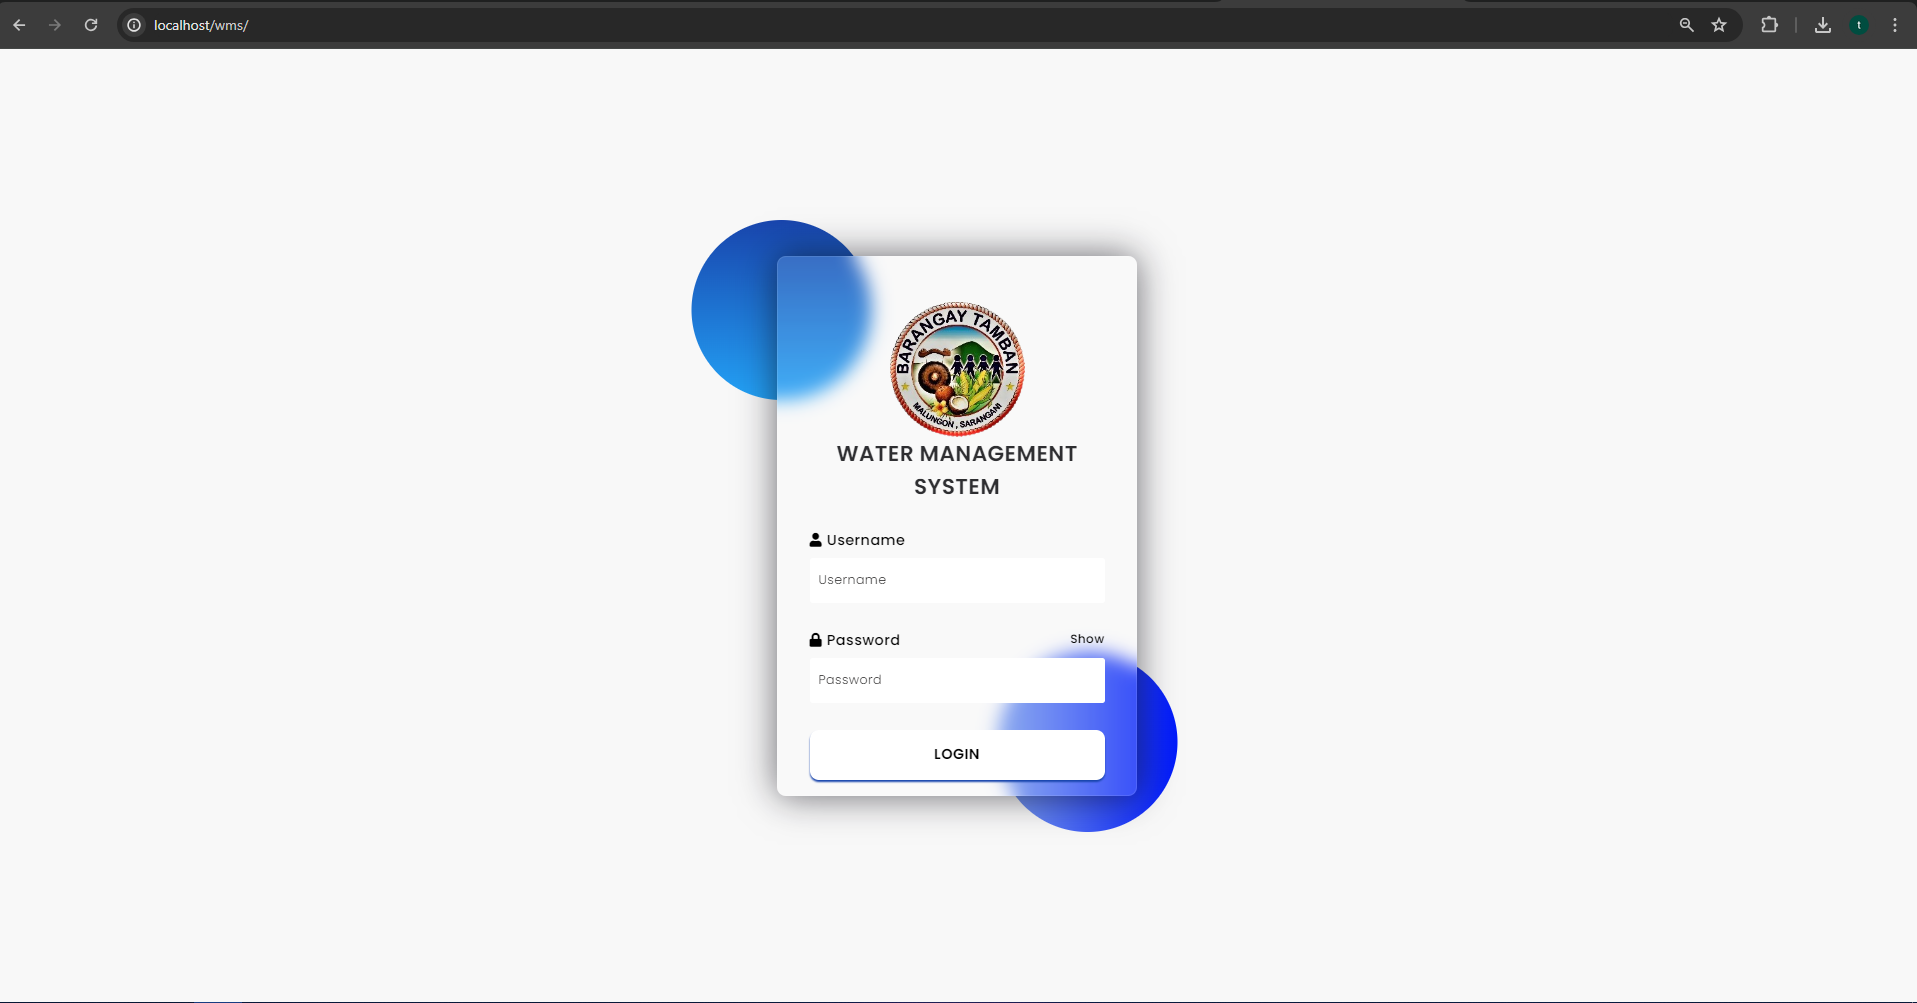 localhost/wms/
t
BARANGAY TAMBAN
MALUNGON, SARANGANI
WATER MANAGEMENT
SYSTEM
Username
Username
Password
Show
Password
LOGIN